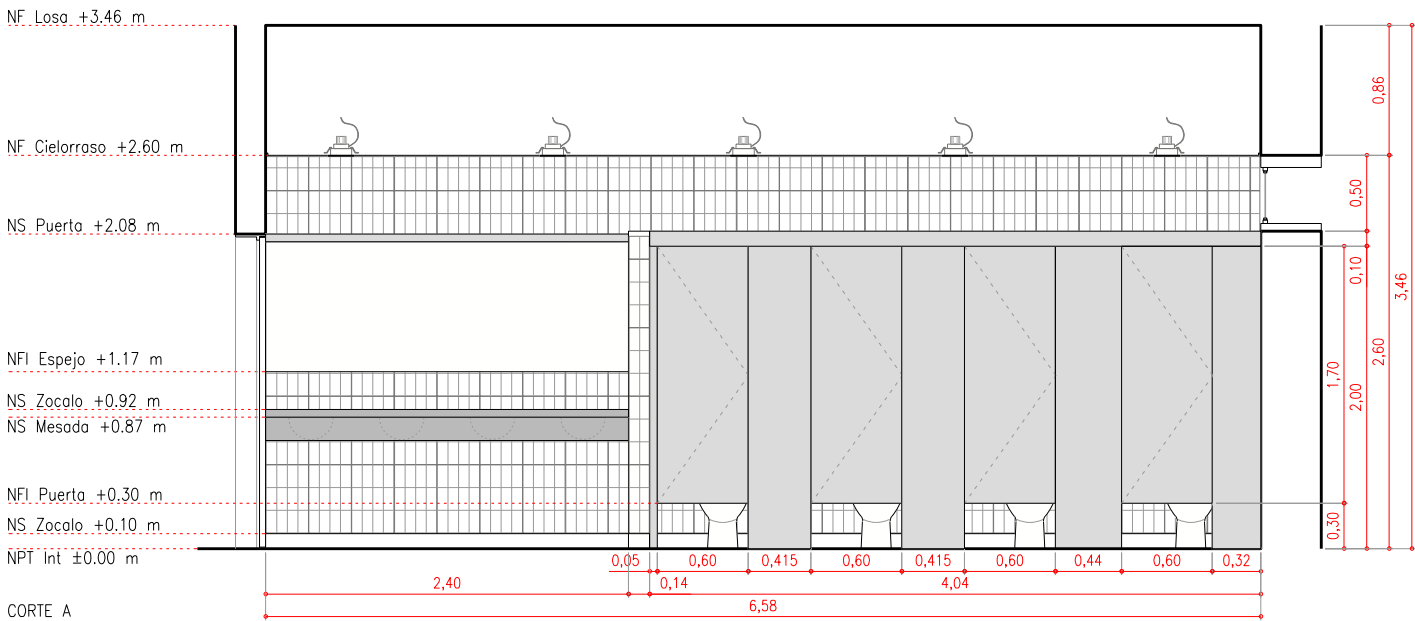 NF Losa +3.46 m
NF Cielorraso +2.60 m
NS Puerta +2.08 m
NFI Espejo +1.17 m
NS Zocalo +0.92 m
NS Mesada +0.87 m
NFI Puerta +0.30 m
NS Zocalo +0.10 m
NPT Int ±0.00 m
0,86
0,50
0,10
3,46
2,60
1,70
2,00
0,30
0,05 0,60 0,415 0,60 0,415 0,60 0,44 0,60 0,32
2,40 0,14 4,04
6,58
CORTE A